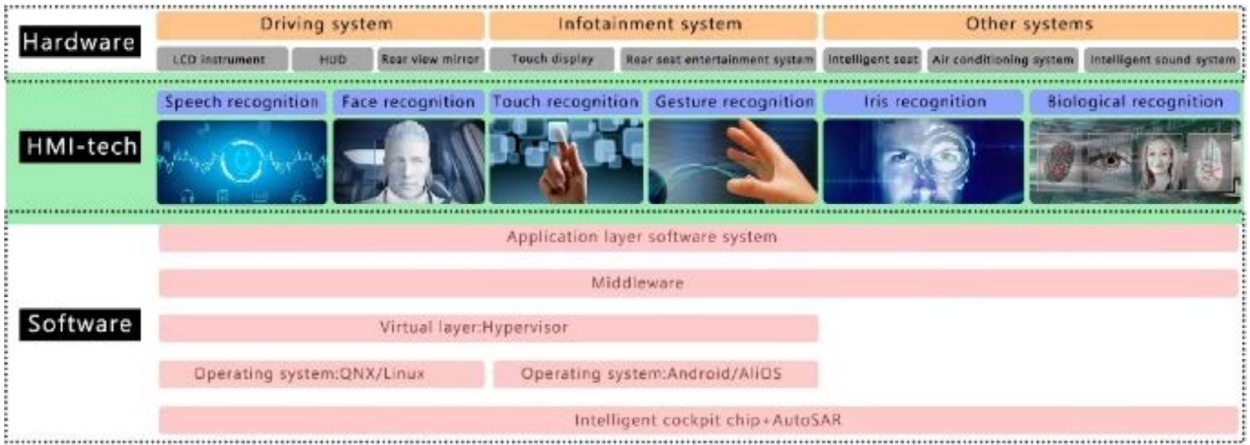 Hardware
Driving system
Infotainment system
Other systems
LCD instrument
HUD
Rear view mirror
Touch display
Rear seat entertainment system
Intelligent seat
Air conditioning system
Intelligent sound system
HMI-tech
Speech recognition
Face recognition
Touch recognition
Gesture recognition
Iris recognition
Biological recognition
Software
Application layer software system
Middleware
Virtual layer:Hypervisor
Operating system:QNX/Linux
Operating system:Android/AliOS
Intelligent cockpit chip+AutoSAR